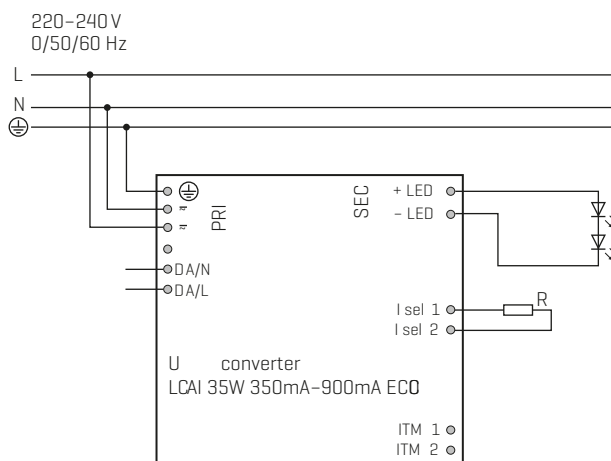 220–240 V
0/50/60 Hz
L
N
PRI
SEC
+ LED
– LED
DA/N
DA/L
I sel 1
I sel 2
R
U converter
LCAI 35W 350mA–900mA ECO
ITM 1
ITM 2